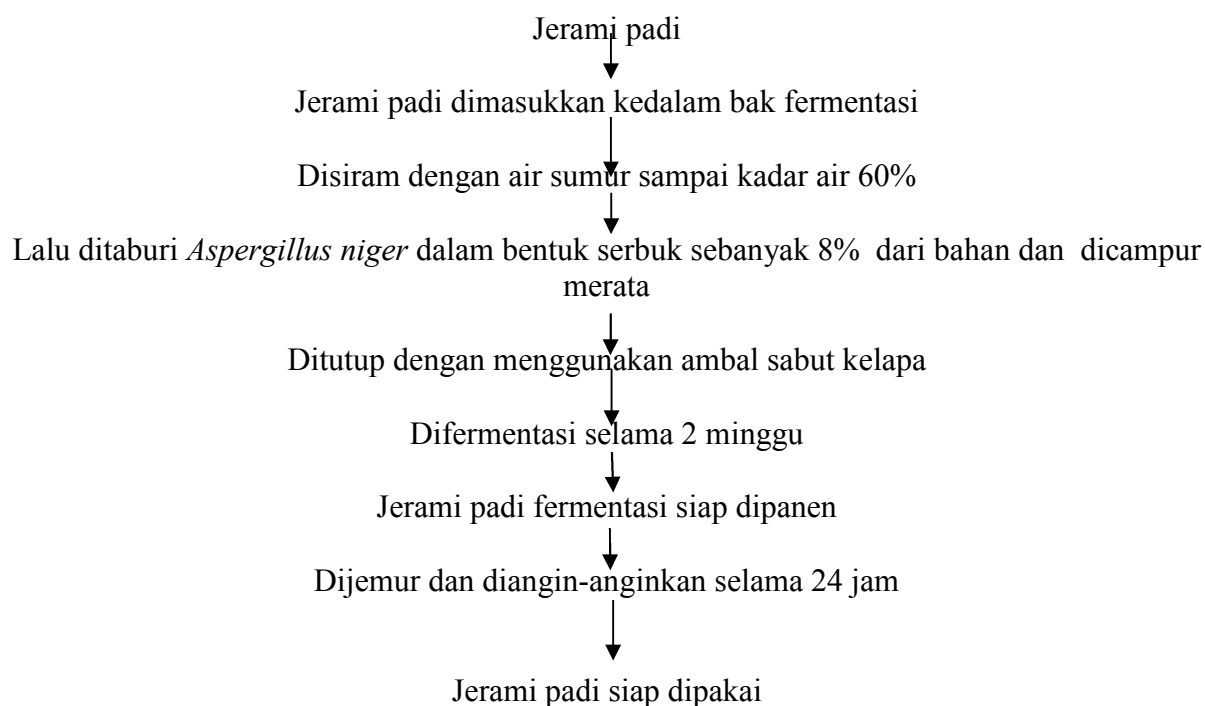 Jerami padi
Jerami padi dimasukkan kedalam bak fermentasi
Disiram dengan air sumur sampai kadar air 60%
Lalu ditaburi Aspergillus niger dalam bentuk serbuk sebanyak 8% dari bahan dan dicampur
merata
Ditutup dengan menggunakan ambal sabut kelapa
Difermentasi selama 2 minggu
Jerami padi fermentasi siap dipanen
Dijemur dan diangin-anginkan selama 24 jam
Jerami padi siap dipakai